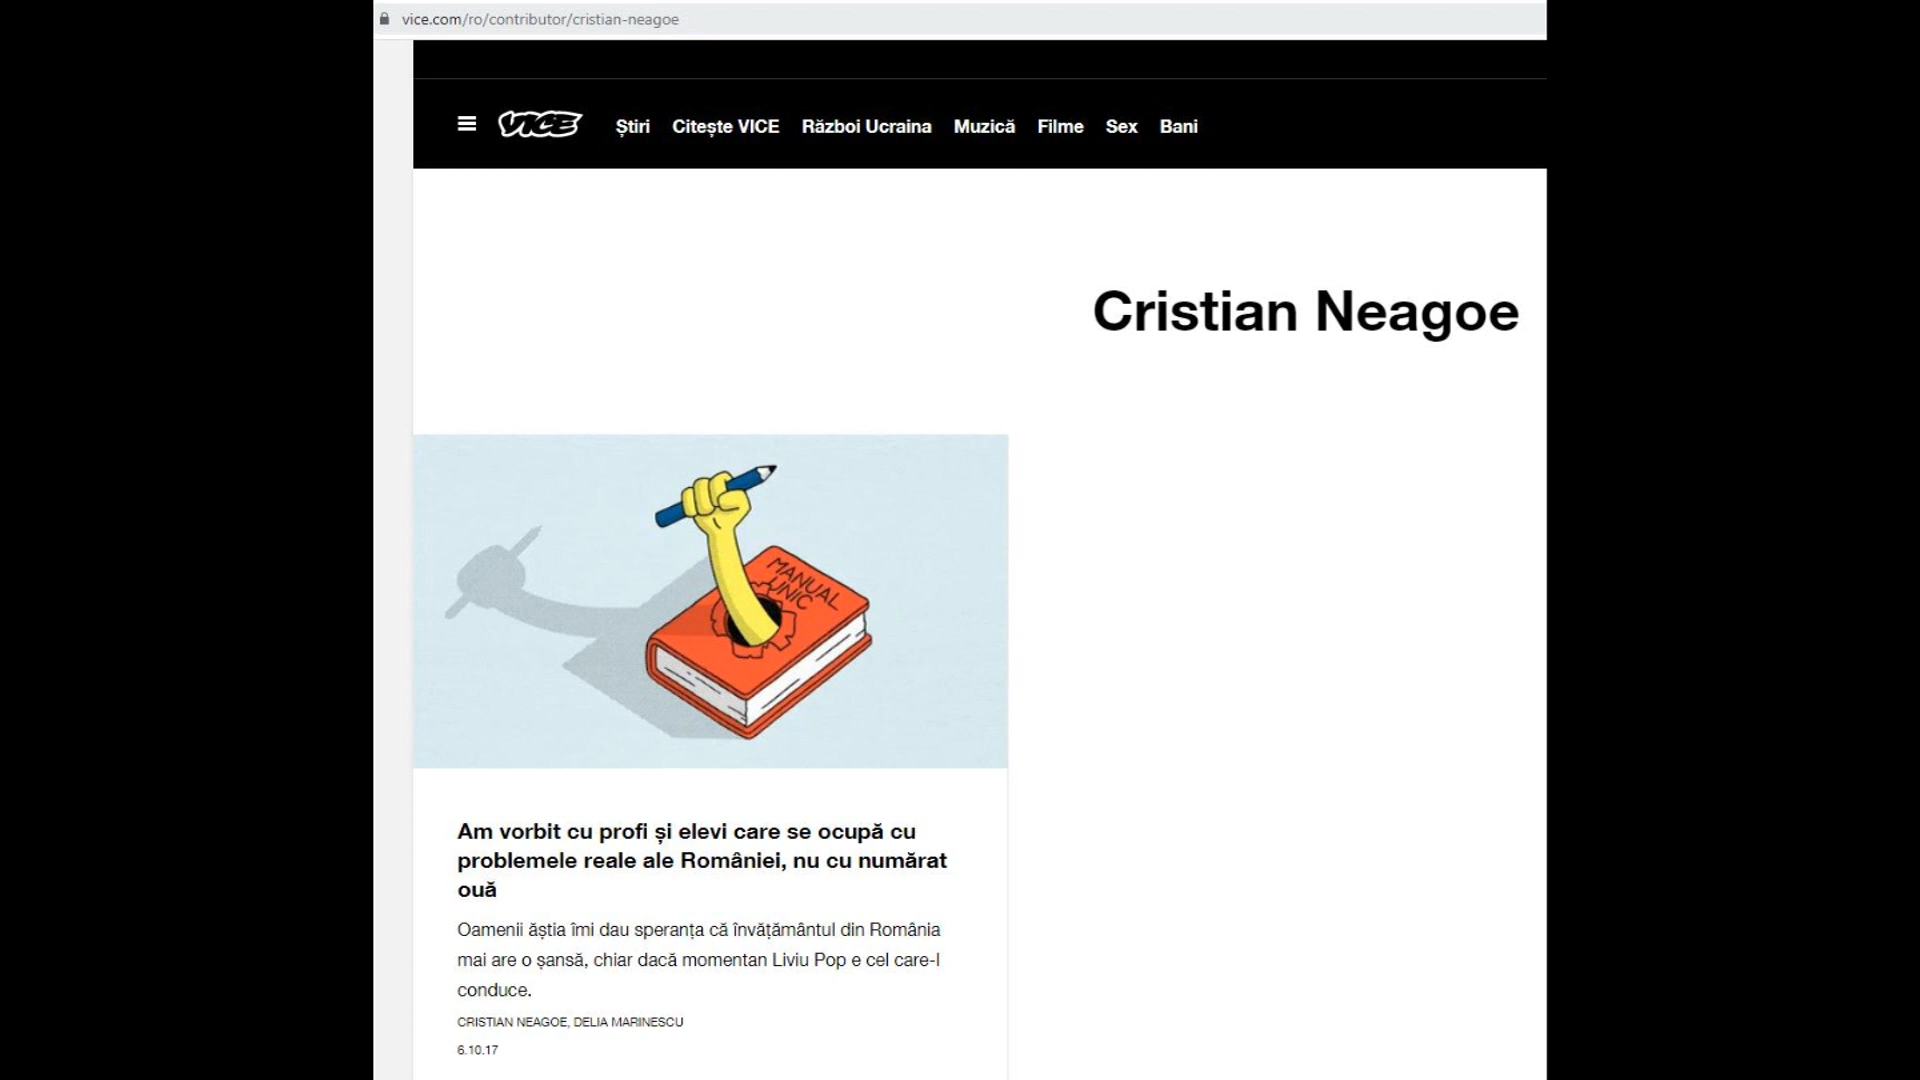 vice.com/ro/contributor/cristian-neagoe
VICE Știri Citește VICE Război Ucraina Muzică Filme Sex Bani
Cristian Neagoe
MANUAL
UNIC
Am vorbit cu profi și elevi care se ocupă cu
problemele reale ale României, nu cu numărat
ouă
Oamenii ăștia îmi dau speranța că învățământul din România
mai are o șansă, chiar dacă momentan Liviu Pop e cel care-l
conduce.
CRISTIAN NEAGOE, DELIA MARINESCU
6.10.17